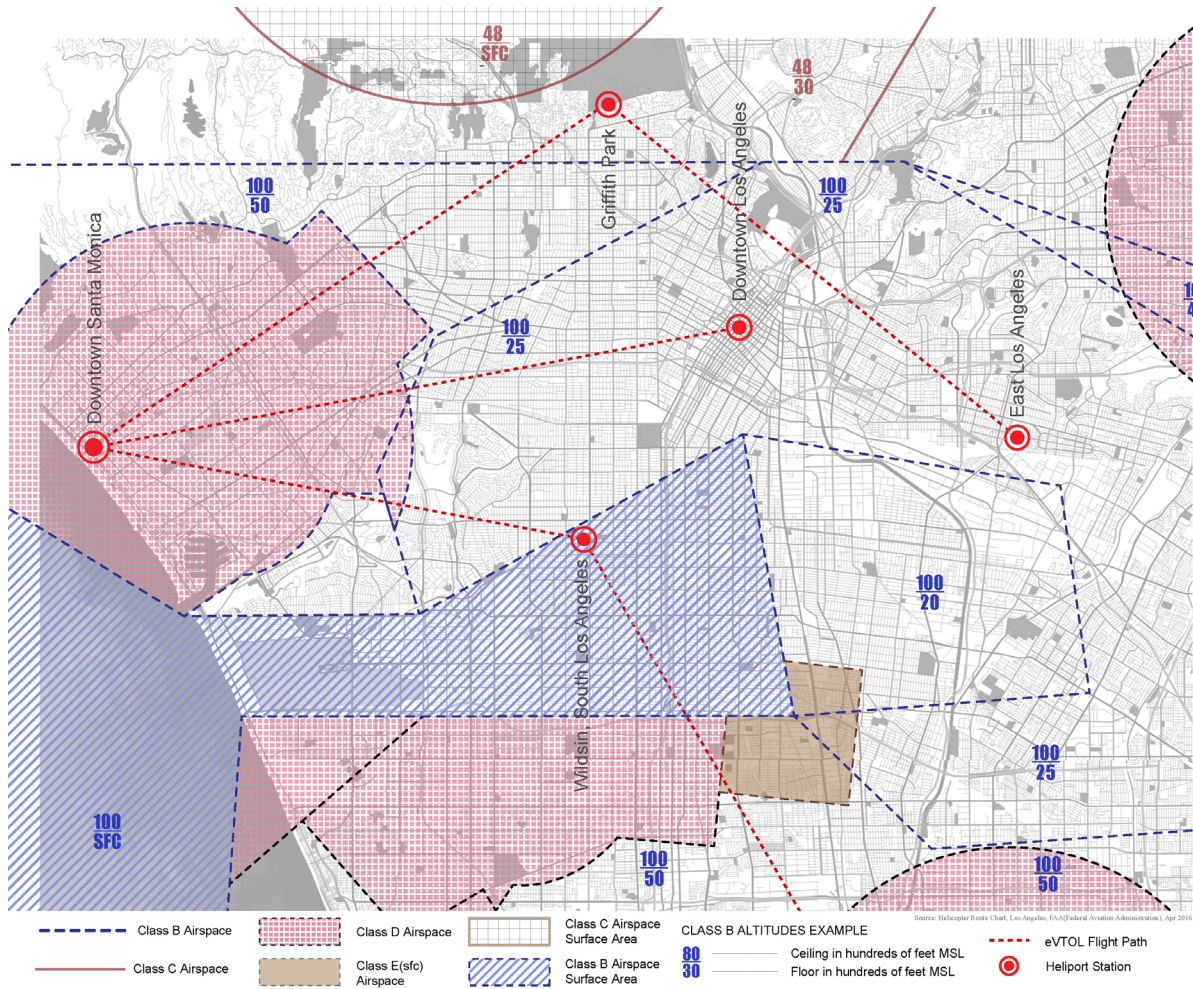 48
SFC
48
30
Griffith Park
Downtown Los Angeles
100
50
100
25
Downtown Santa Monica
100
25
East Los Angeles
Wildsin, South Los Angeles
100
20
100
25
100
SFC
100
50
100
50
Source: Helicopter Route Chart, Los Angeles, FAA(Federal Aviation Administration), Apr 2016
Class B Airspace
Class D Airspace
Class C Airspace
Surface Area
CLASS B ALTITUDES EXAMPLE
eVTOL Flight Path
Class C Airspace
Class E(sfc)
Airspace
Class B Airspace
Surface Area
80
30
Ceiling in hundreds of feet MSL
Floor in hundreds of feet MSL
Heliport Station